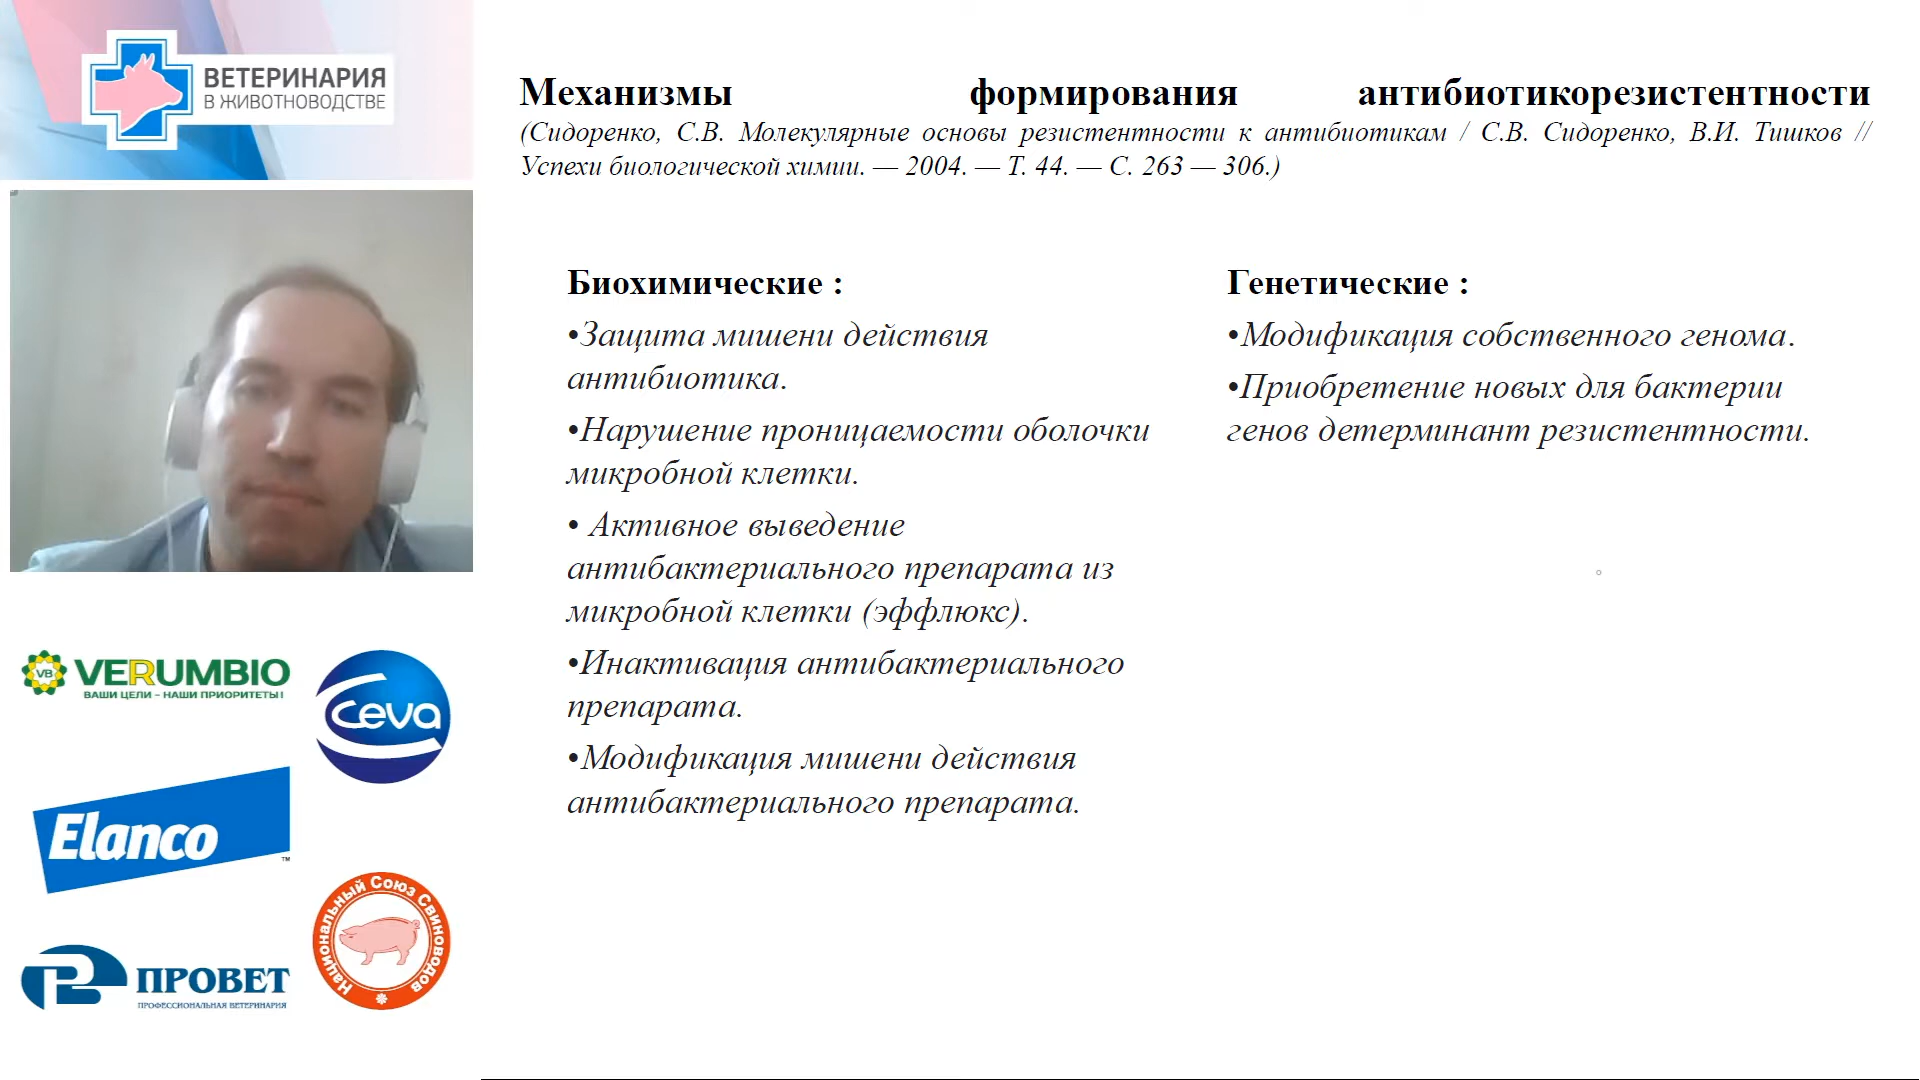 ВЕТЕРИНАРИЯ
В ЖИВОТНОВОДСТВЕ
Механизмы формирования антибиотикорезистентности
(Сидоренко, С.В. Молекулярные основы резистентности к антибиотикам / С.В. Сидоренко, В.И. Тишков //
Успехи биологической химии. — 2004. — Т. 44. — С. 263 — 306.)
Биохимические :
•Защита мишени действия
антибиотика.
•Нарушение проницаемости оболочки
микробной клетки.
• Активное выведение
антибактериального препарата из
микробной клетки (эффлюкс).
•Инактивация антибактериального
препарата.
•Модификация мишени действия
антибактериального препарата.
Генетические :
•Модификация собственного генома.
•Приобретение новых для бактерии
генов детерминант резистентности.
VB VERUMBIO
ВАШИ ЦЕЛИ – НАШИ ПРИОРИТЕТЫ!
Ceva
Elanco ™
Национальный Союз Свиноводов
ПРОВЕТ
ПРОФЕССИОНАЛЬНАЯ ВЕТЕРИНАРИЯ